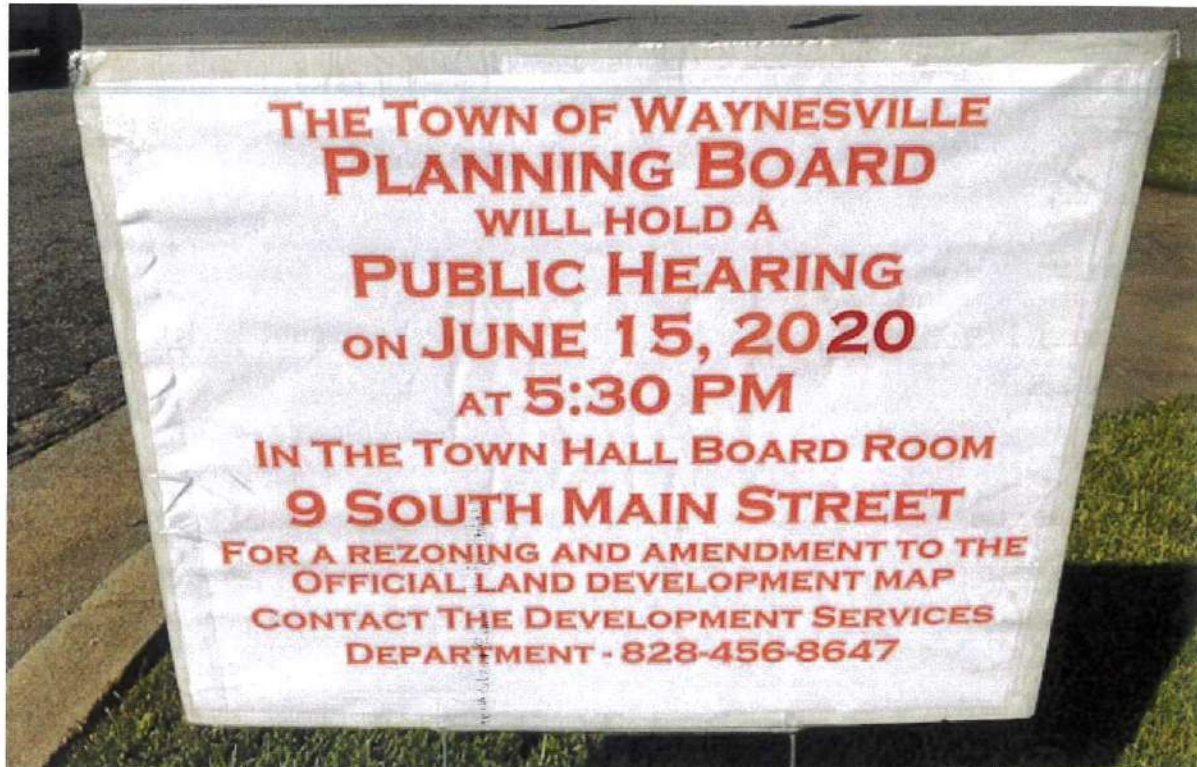 THE TOWN OF WAYNESVILLE
PLANNING BOARD
WILL HOLD A
PUBLIC HEARING
ON JUNE 15, 2020
AT 5:30 PM
IN THE TOWN HALL BOARD ROOM
9 SOUTH MAIN STREET
FOR A REZONING AND AMENDMENT TO THE
OFFICIAL LAND DEVELOPMENT MAP
CONTACT THE DEVELOPMENT SERVICES
DEPARTMENT - 828-456-8647